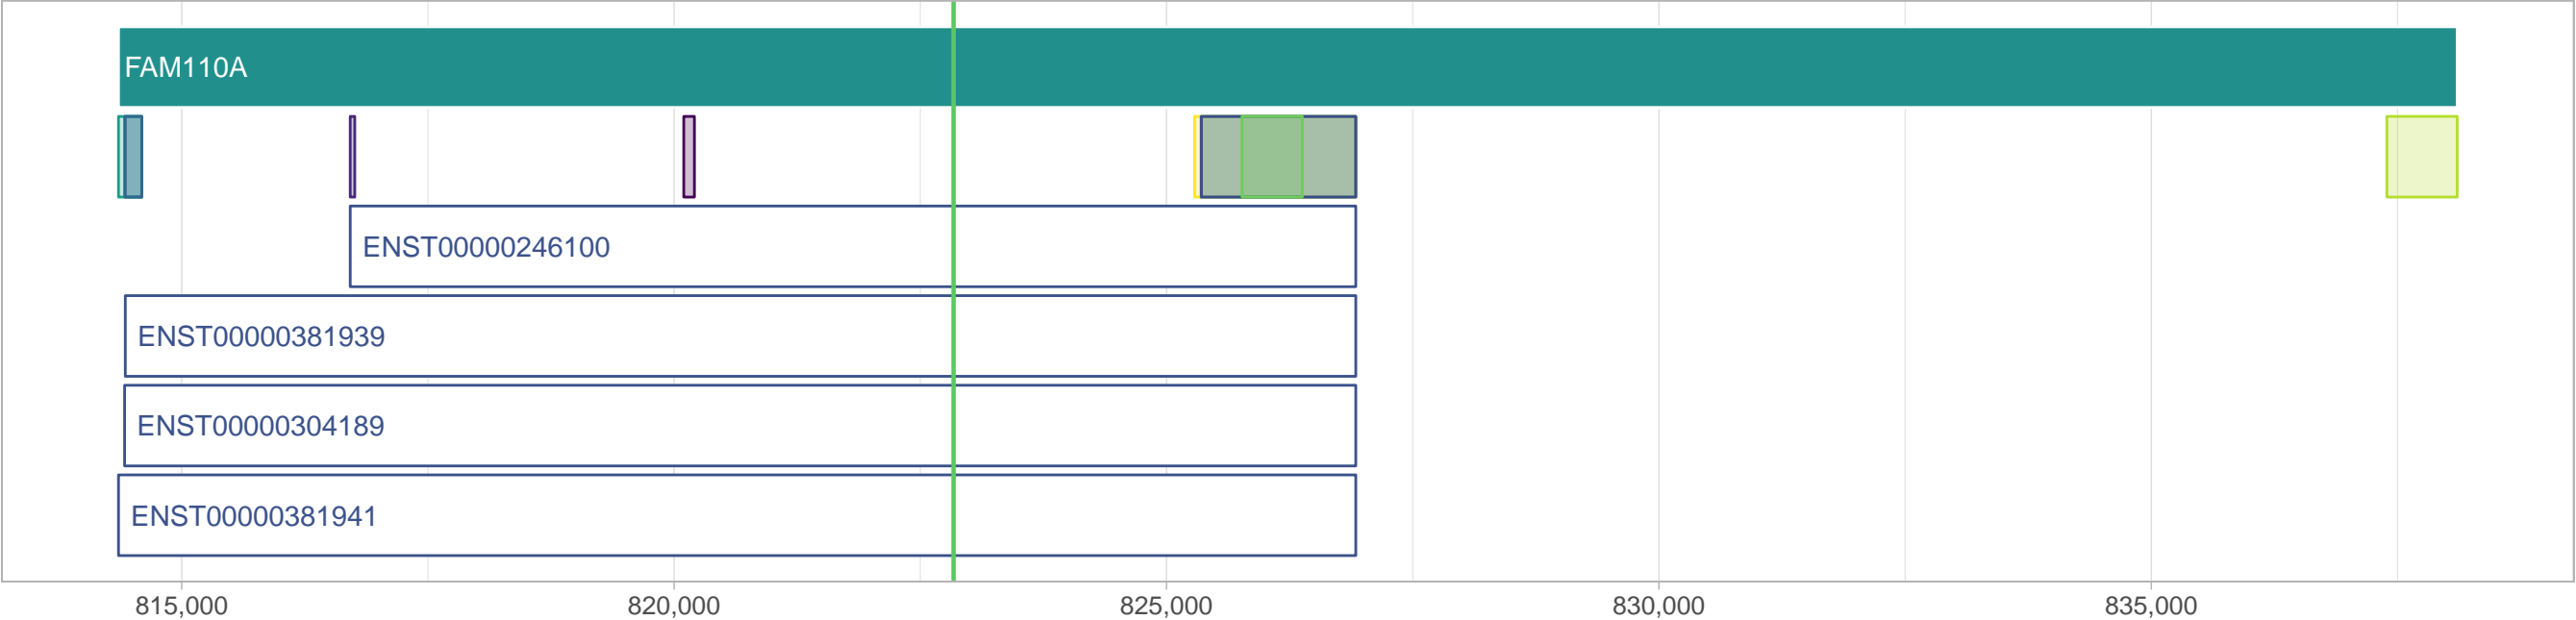 FAM110A
ENST00000246100
ENST00000381939
ENST00000304189
ENST00000381941
815,000 820,000 825,000 830,000 835,000